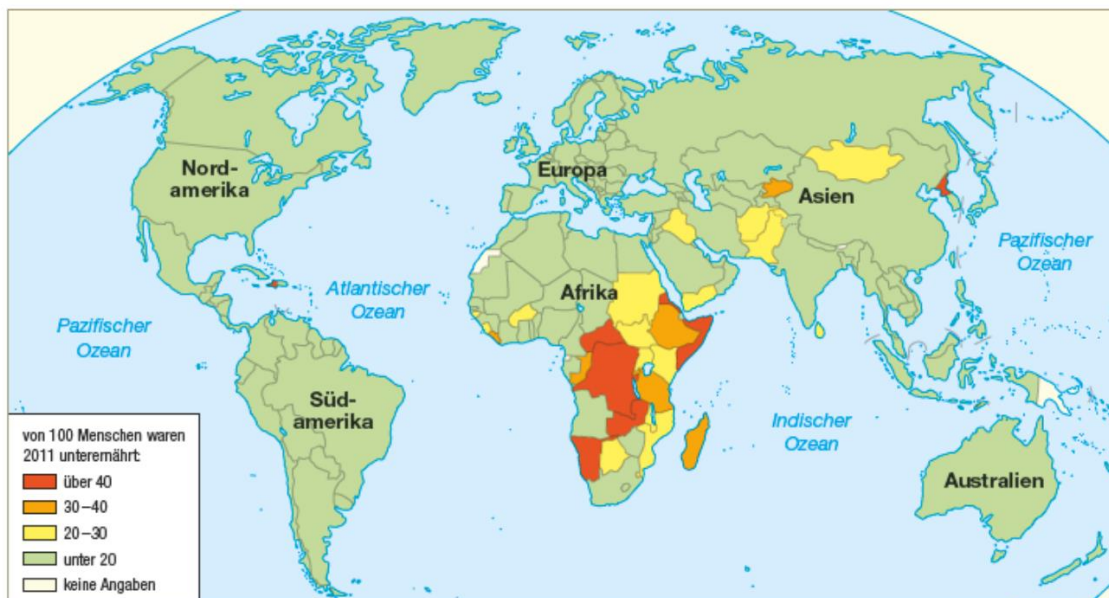 Nord-
amerika
Europa
Asien
Pazifischer
Ozean
Atlantischer
Ozean
Afrika
Pazifischer
Ozean
Süd-
amerika
Indischer
Ozean
Australien
von 100 Menschen waren
2011 unterernährt:
über 40
30–40
20–30
unter 20
keine Angaben